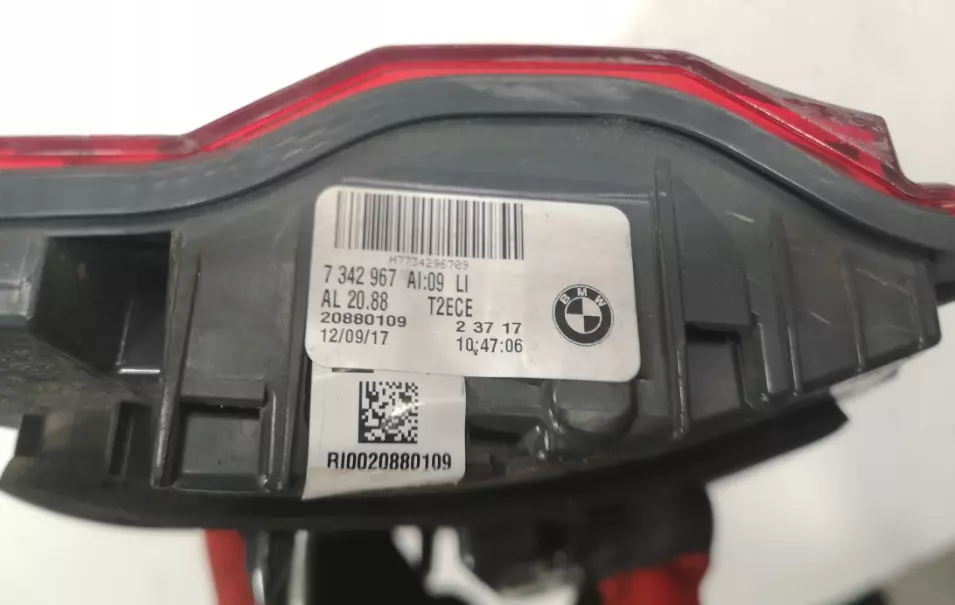 M7734296709
7 342 967 AI:09 LI
AL 20.88 T2ECE
20880109 2 37 17
12/09/17 10:47:06
BMW
RI0020880109